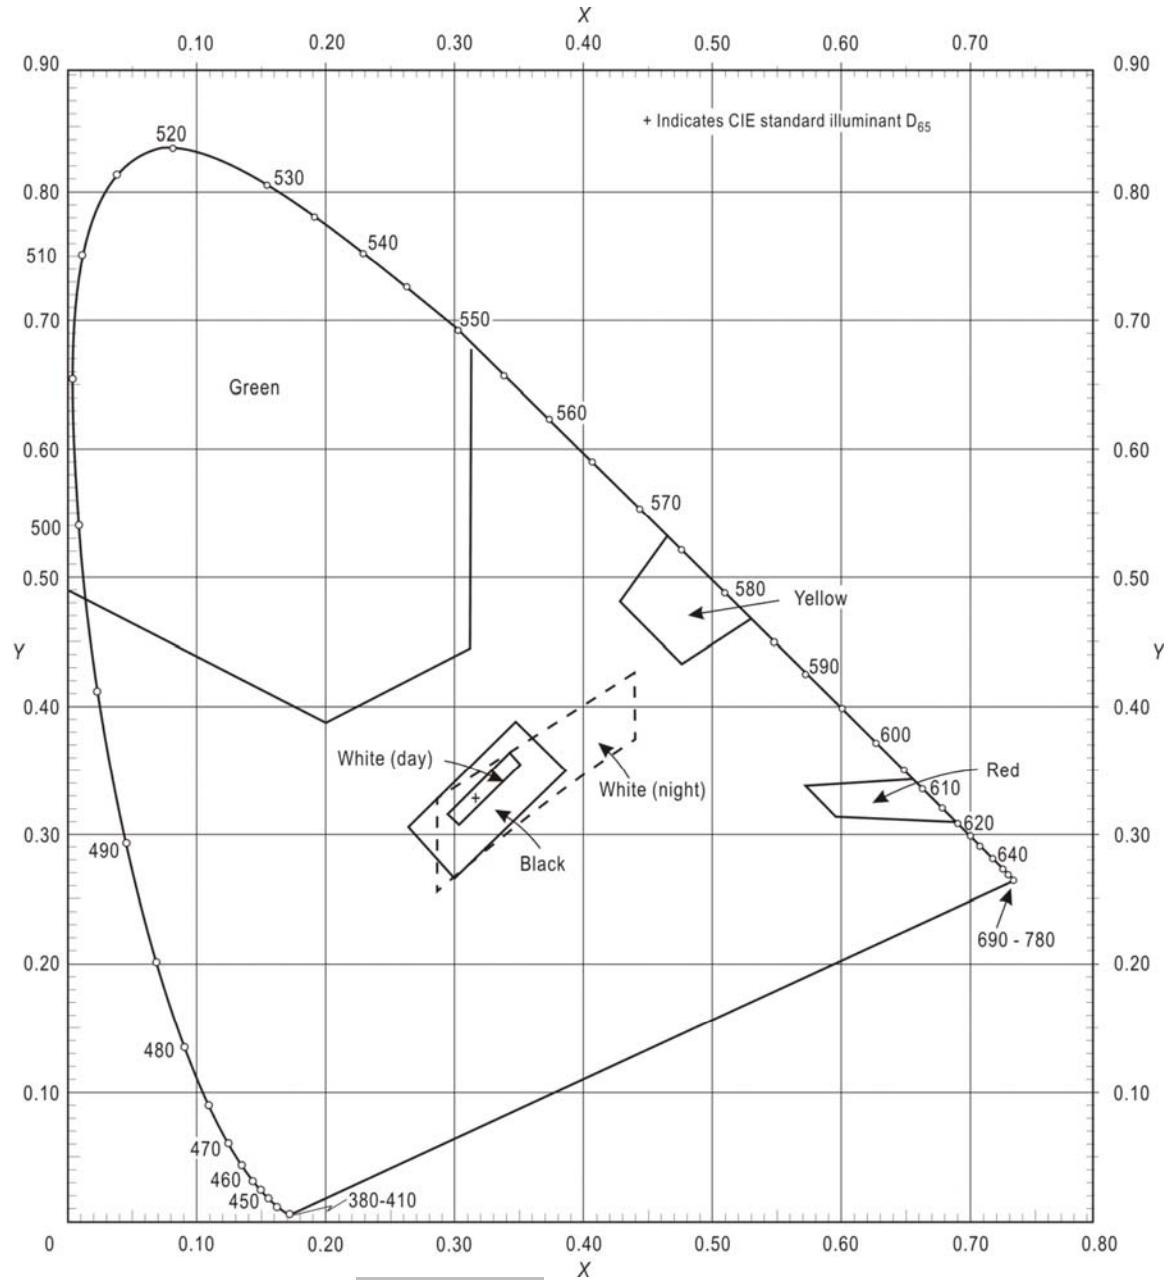 X
0.10 0.20 0.30 0.40 0.50 0.60 0.70
0.90 0.90
+ Indicates CIE standard illuminant D65
520
530
0.80 0.80
540
510
550
0.70 0.70
Green
560
0.60 0.60
570
500
0.50 580 0.50
Yellow
Y Y
590
0.40 0.40
600
White (day)
Red
White (night) 610
0.30 620 0.30
490 640
Black
690 - 780
0.20 0.20
480
0.10 0.10
470
460
450 380-410
0 0.10 0.20 0.30 0.40 0.50 0.60 0.70 0.80
X